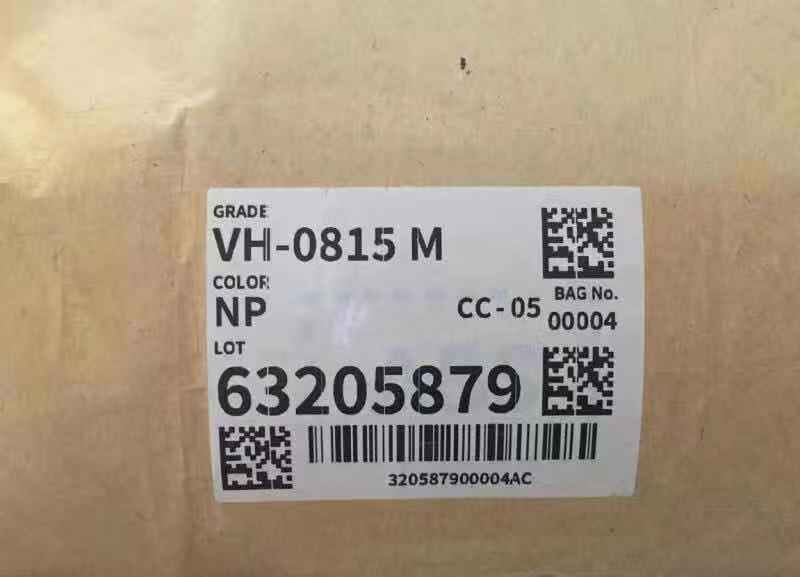 GRADE
VH-0815 M
COLOR
NP
CC-05
BAG No.
00004
LOT
63205879
320587900004AC